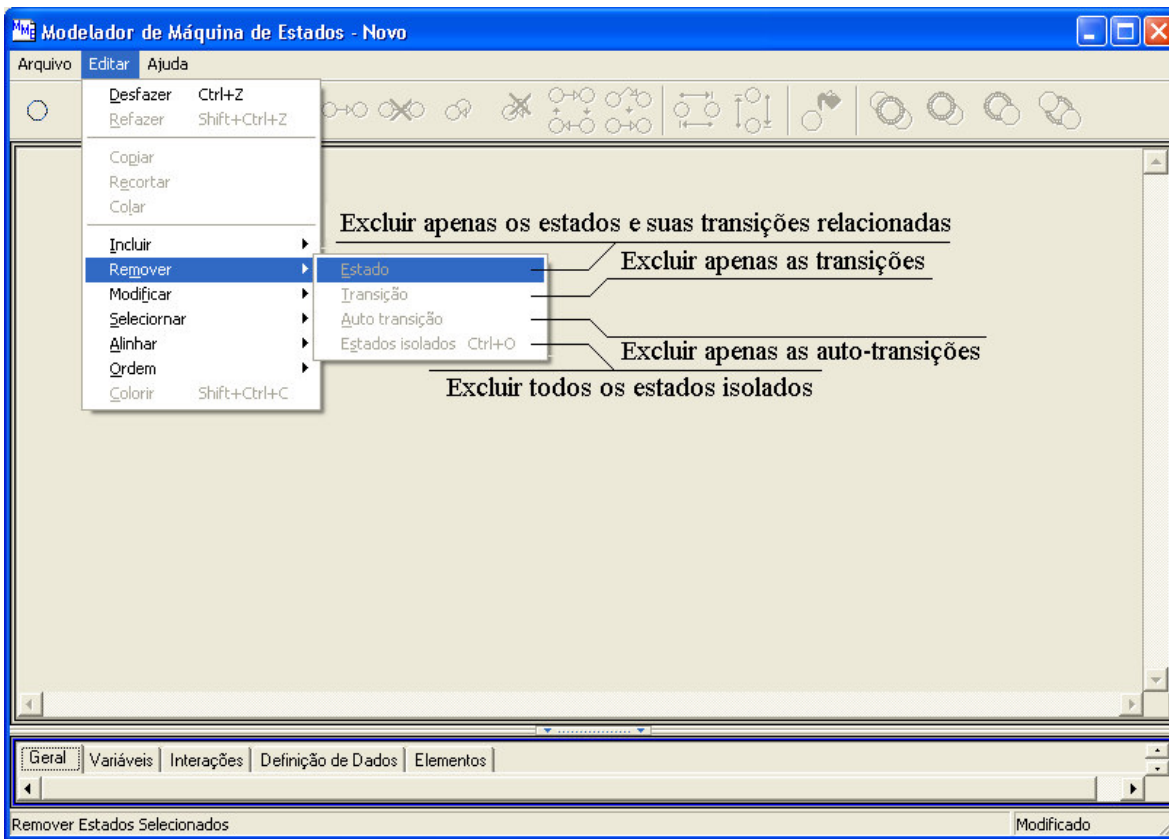 Modelador de Máquina de Estados - Novo
Arquivo Editar Ajuda
Desfazer Ctrl+Z
Refazer Shift+Ctrl+Z
Copiar
Recortar
Colar
Incluir
Remover
Modificar
Seleciornar
Alinhar
Ordem
Colorir Shift+Ctrl+C
Estado
Transição
Auto transição
Estados isolados Ctrl+O
Excluir apenas os estados e suas transições relacionadas
Excluir apenas as transições
Excluir apenas as auto-transições
Excluir todos os estados isolados
Geral Variáveis Interações Definição de Dados Elementos
Remover Estados Selecionados Modificado